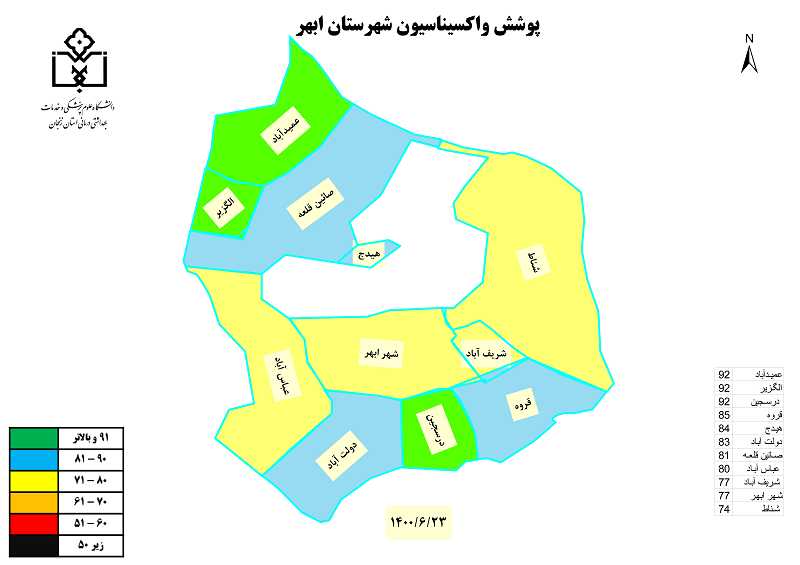 پوشش واکسیناسیون شهرستان ابهر
N
دانشگاه علوم پزشکی و خدمات
بهداشتی درمانی استان زنجان
عمیدآباد
الگزیر
صائین قلعه
هیدج
شناط
شهر ابهر
شریف آباد
عباس آباد
قروه
درسجین
دولت آباد
۱۴۰۰/۶/۲۳
عمیدآباد 92
الگزیر 92
درسجین 92
قروه 85
هیدج 84
دولت آباد 83
صائین قلعه 81
عباس آباد 80
شریف آباد 77
شهر ابهر 77
شناط 74
۹۱ و بالاتر
۸۱ – ۹۰
۷۱ – ۸۰
۶۱ – ۷۰
۵۱ – ۶۰
زیر ۵۰